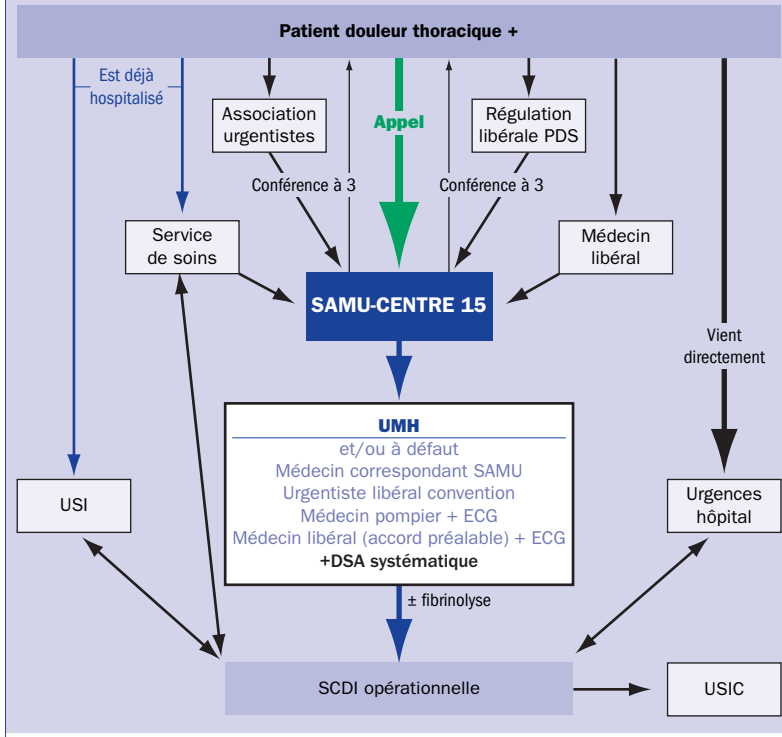 Patient douleur thoracique +
Est déjà
hospitalisé
Association
urgentistes
Appel
Régulation
libérale PDS
Conférence à 3
Conférence à 3
Service
de soins
Médecin
libéral
SAMU-CENTRE 15
Vient
directement
UMH
et/ou à défaut
Médecin correspondant SAMU
Urgentiste libéral convention
Médecin pompier + ECG
Médecin libéral (accord préalable) + ECG
+DSA systématique
USI
Urgences
hôpital
± fibrinolyse
SCDI opérationnelle
USIC